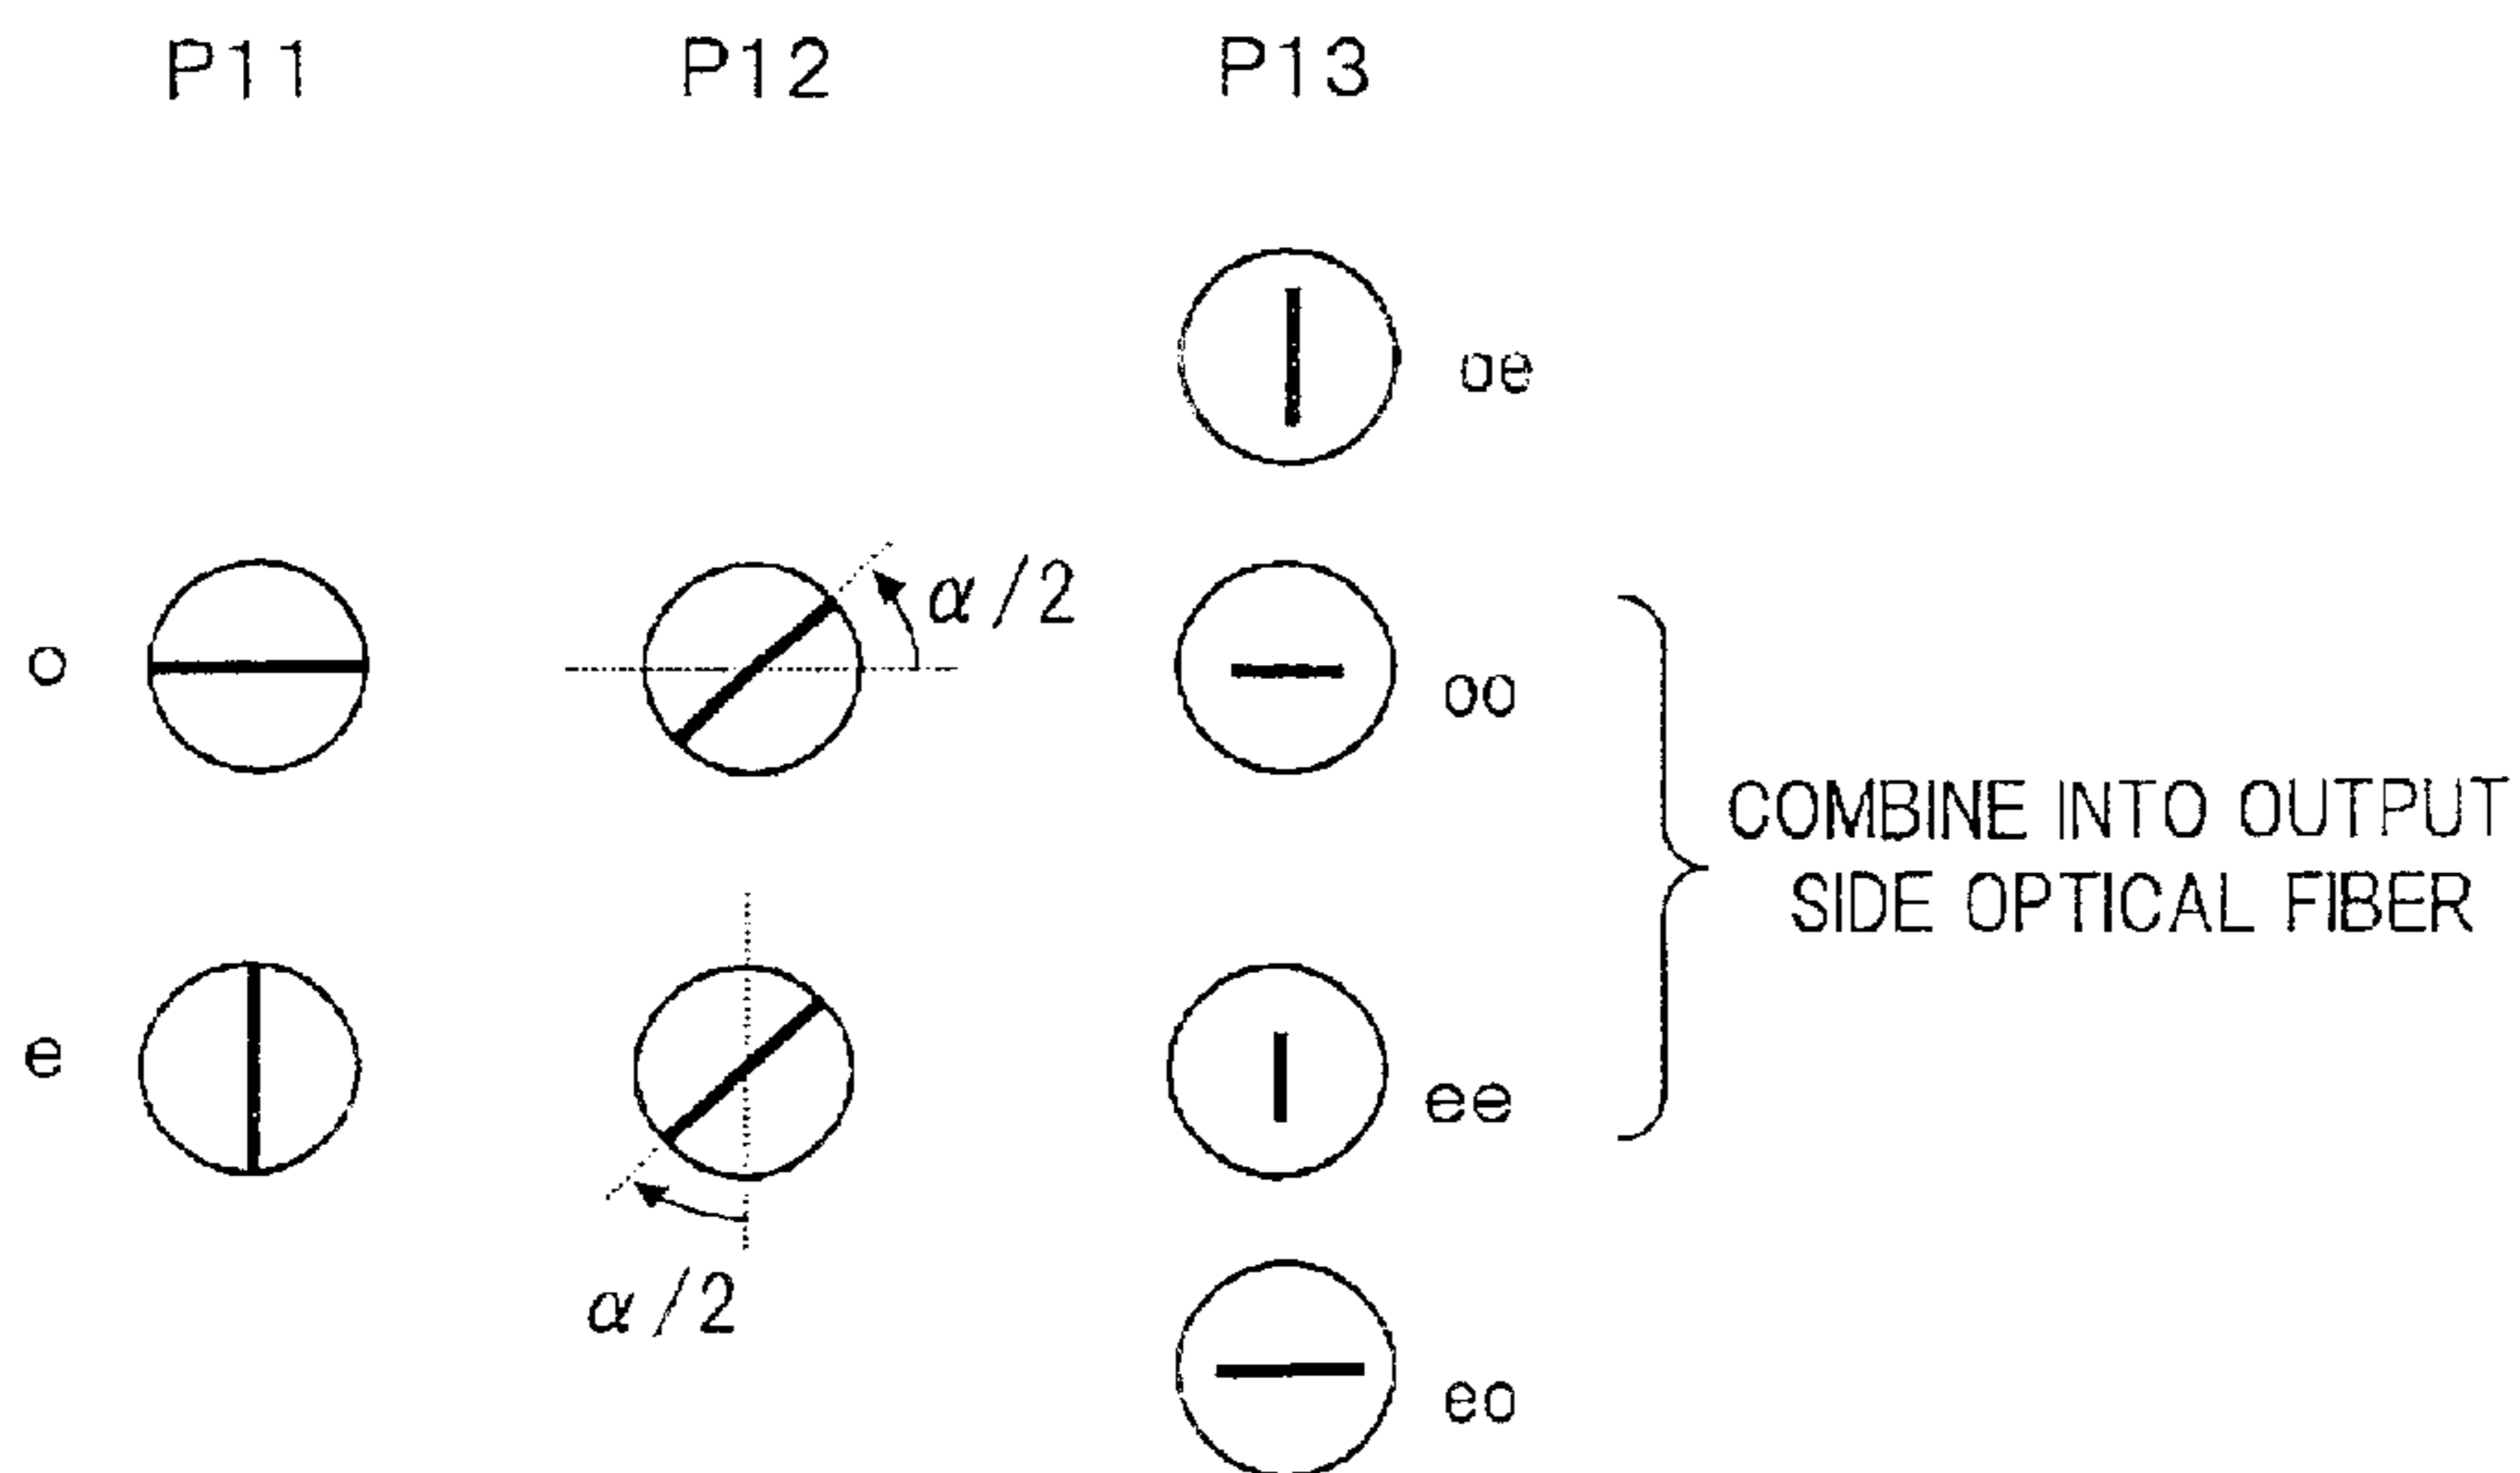 P11 P12 P13
oe
α/2
o
oo
COMBINE INTO OUTPUT
SIDE OPTICAL FIBER
e
ee
α/2
eo